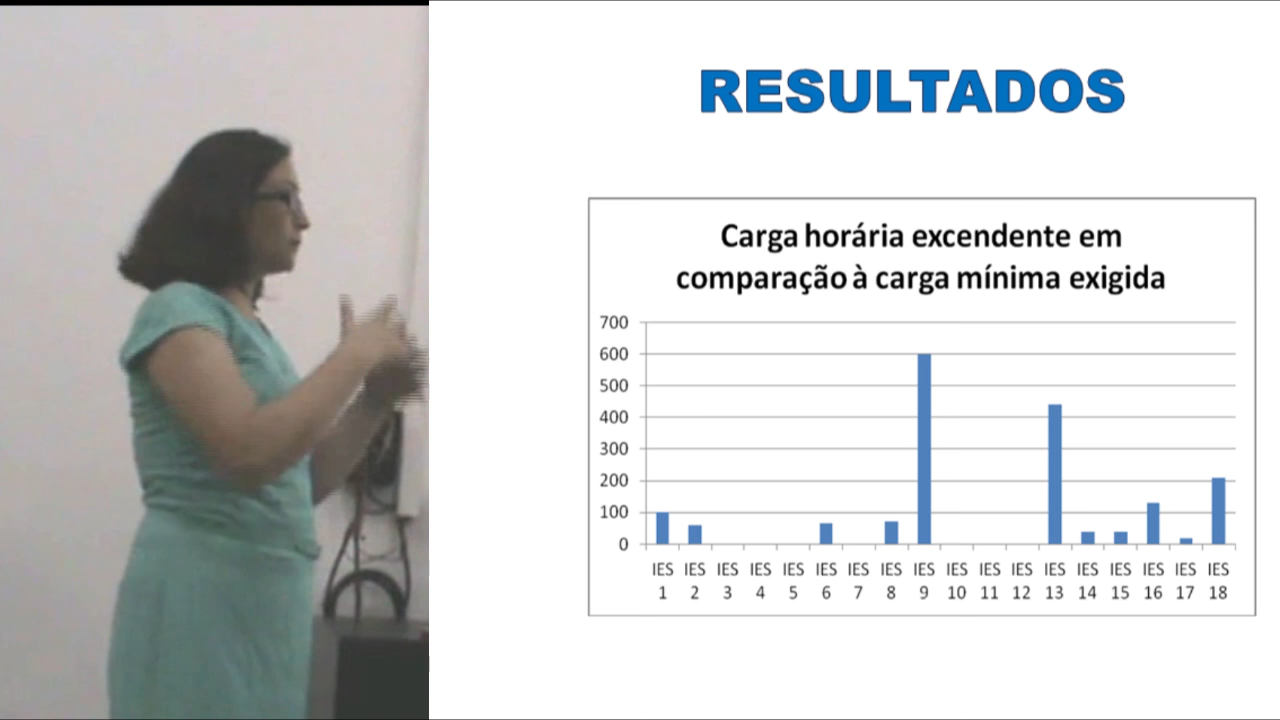 RESULTADOS
Carga horária excendente em
comparação à carga mínima exigida
700
600
500
400
300
200
100
0
IES IES IES IES IES IES IES IES IES IES IES IES IES IES IES IES IES IES
1 2 3 4 5 6 7 8 9 10 11 12 13 14 15 16 17 18